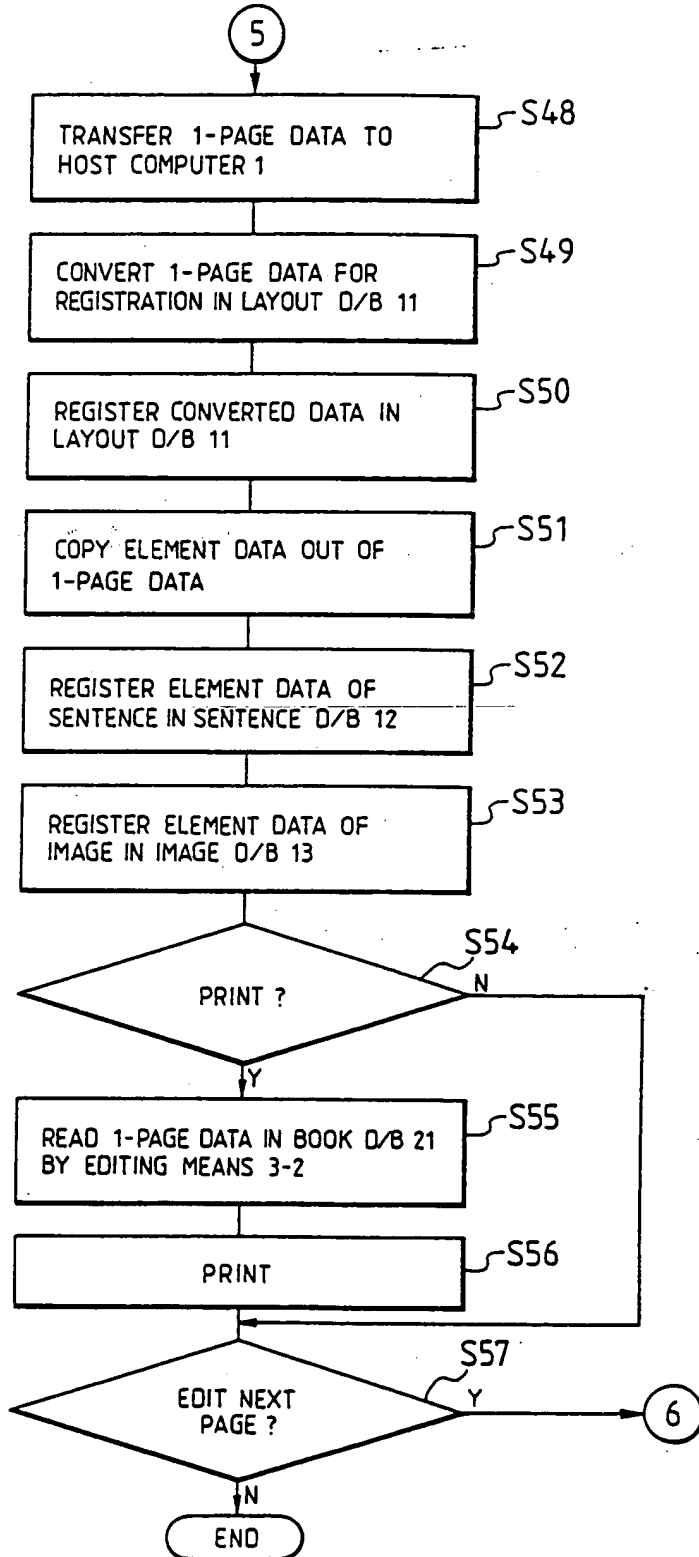 5
S48
TRANSFER 1-PAGE DATA TO
HOST COMPUTER 1
S49
CONVERT 1-PAGE DATA FOR
REGISTRATION IN LAYOUT D/B 11
S50
REGISTER CONVERTED DATA IN
LAYOUT D/B 11
S51
COPY ELEMENT DATA OUT OF
1-PAGE DATA
S52
REGISTER ELEMENT DATA OF
SENTENCE IN SENTENCE D/B 12
S53
REGISTER ELEMENT DATA OF
IMAGE IN IMAGE D/B 13
S54
PRINT ?
N
Y
S55
READ 1-PAGE DATA IN BOOK D/B 21
BY EDITING MEANS 3-2
S56
PRINT
S57
EDIT NEXT
PAGE ?
Y
6
N
END